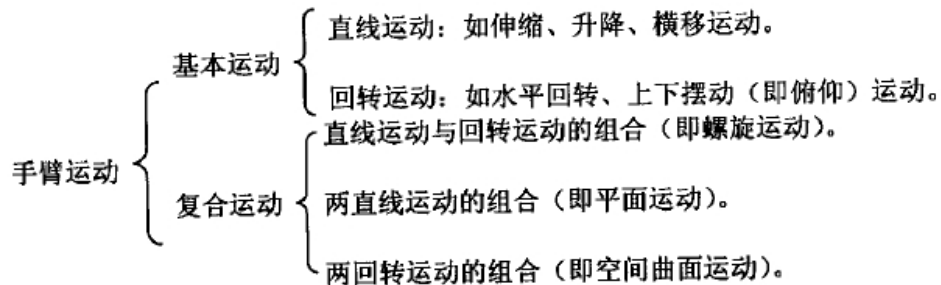 直线运动：如伸缩、升降、横移运动。
基本运动
回转运动：如水平回转、上下摆动（即俯仰）运动。
直线运动与回转运动的组合（即螺旋运动）。
手臂运动
复合运动
两直线运动的组合（即平面运动）。
两回转运动的组合（即空间曲面运动）。